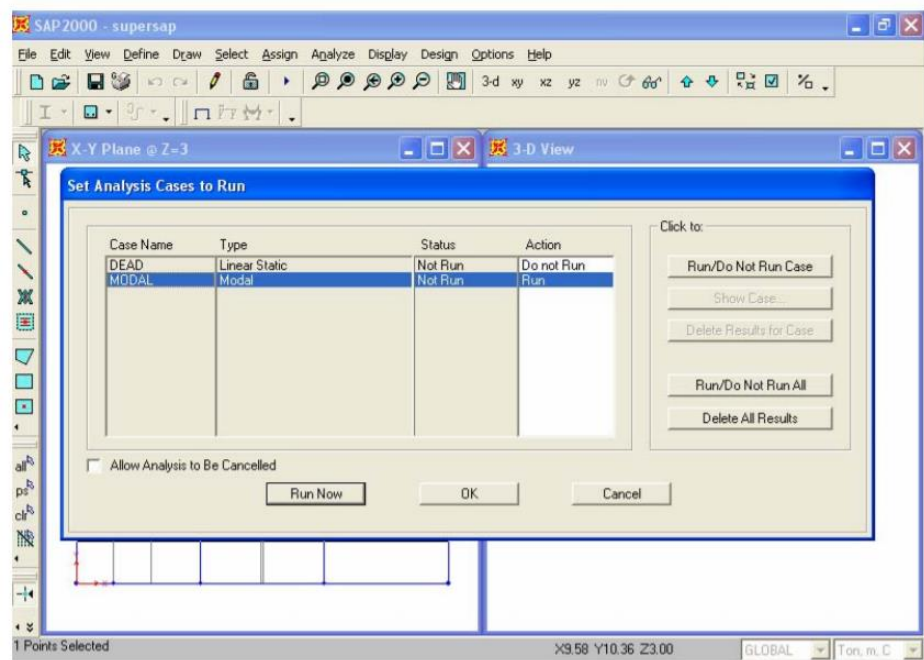 SAP2000 - supersap
File Edit View Define Draw Select Assign Analyze Display Design Options Help
3-d xy xz yz nv
X-Y Plane @ Z=3
3-D View
Set Analysis Cases to Run
Click to:
Case Name Type Status Action
DEAD Linear Static Not Run Do not Run
MODAL Modal Not Run Run
Run/Do Not Run Case
Show Case...
Delete Results for Case
Run/Do Not Run All
Delete All Results
Allow Analysis to Be Cancelled
Run Now OK Cancel
all
ps
clr
1 Points Selected
X9.58 Y10.36 Z3.00
GLOBAL
Ton, m, C